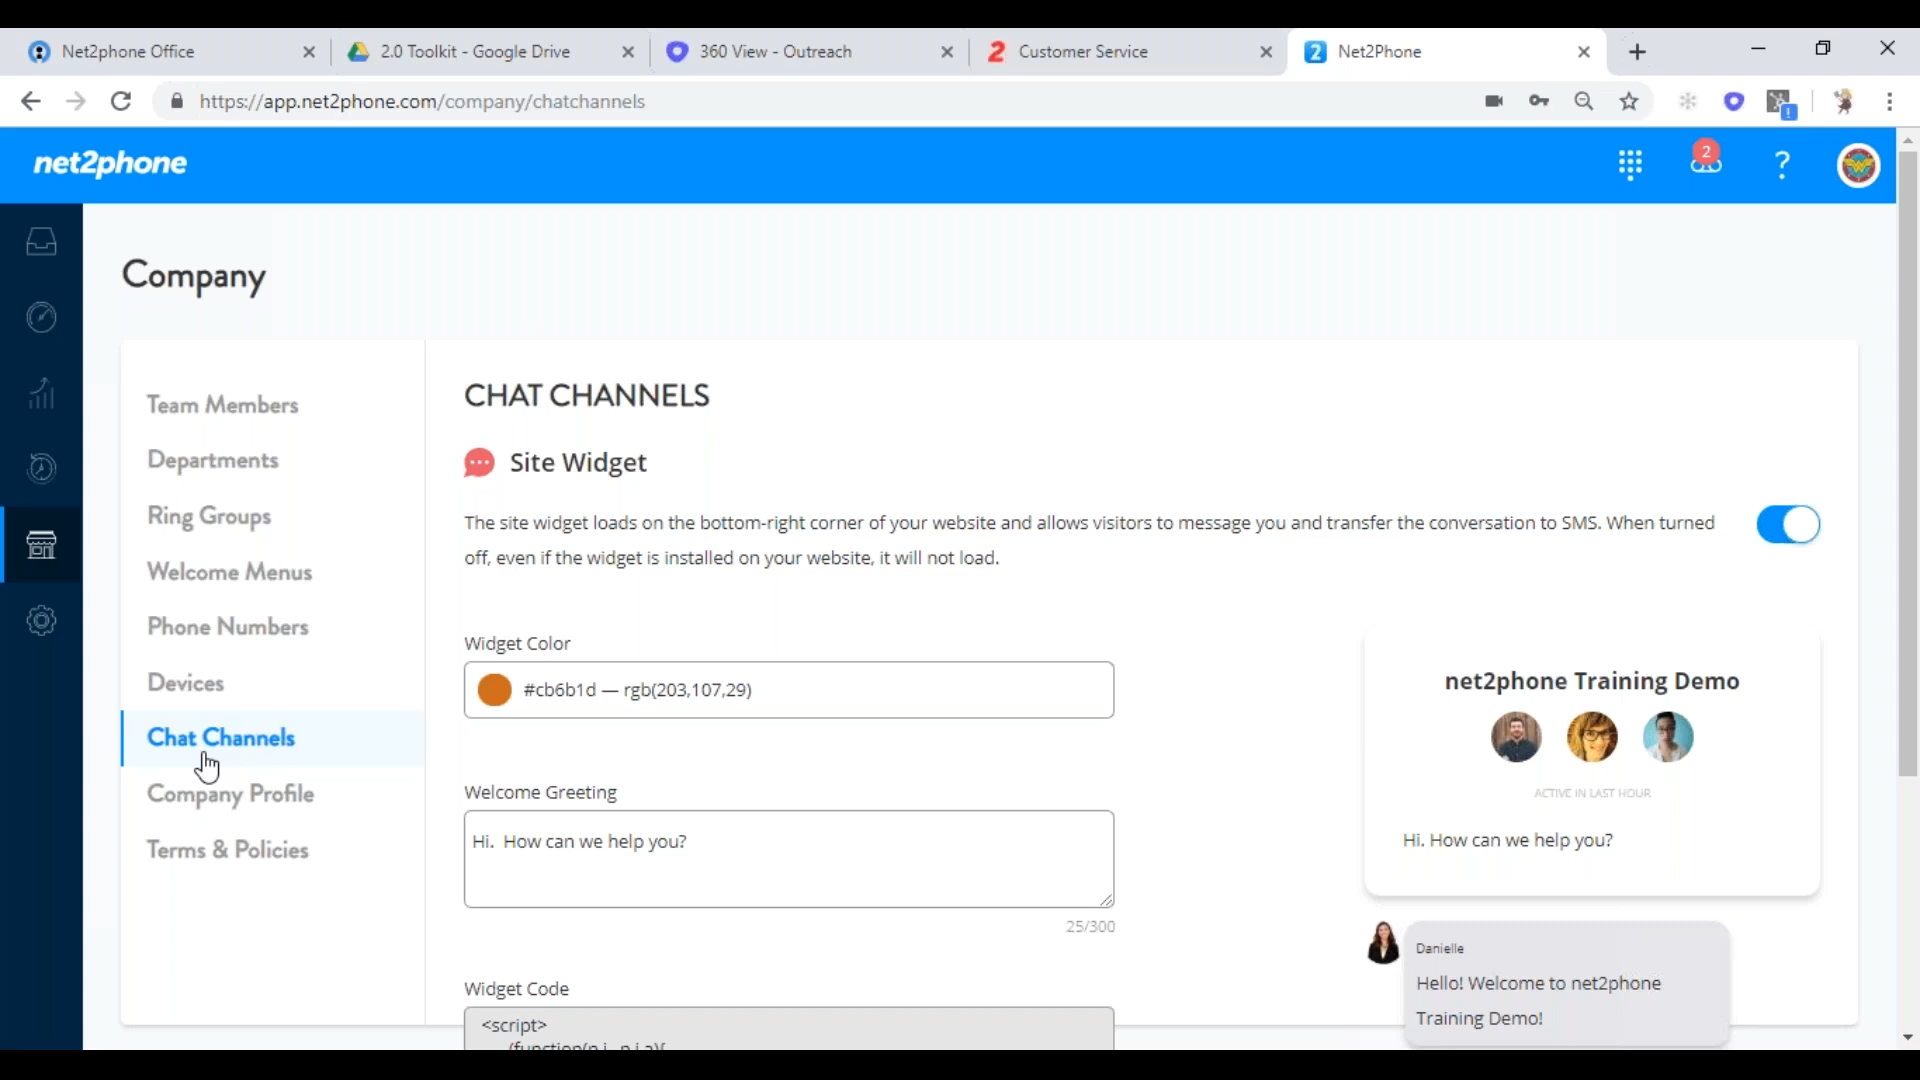 Net2phone Office
2.0 Toolkit - Google Drive
360 View - Outreach
2 Customer Service
2 Net2Phone
https://app.net2phone.com/company/chatchannels
net2phone
2
?
Company
Team Members
Departments
Ring Groups
Welcome Menus
Phone Numbers
Devices
Chat Channels
Company Profile
Terms & Policies
CHAT CHANNELS
Site Widget
The site widget loads on the bottom-right corner of your website and allows visitors to message you and transfer the conversation to SMS. When turned
off, even if the widget is installed on your website, it will not load.
Widget Color
#cb6b1d — rgb(203,107,29)
Welcome Greeting
Hi.  How can we help you?
25/300
Widget Code
<script>
net2phone Training Demo
ACTIVE IN LAST HOUR
Hi. How can we help you?
Danielle
Hello! Welcome to net2phone
Training Demo!